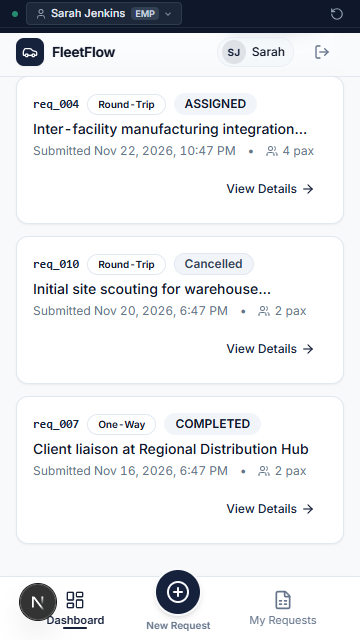 Sarah Jenkins EMP
FleetFlow SJ Sarah
req_004 Round-Trip ASSIGNED
Inter-facility manufacturing integration...
Submitted Nov 22, 2026, 10:47 PM • 4 pax
View Details →
req_010 Round-Trip Cancelled
Initial site scouting for warehouse...
Submitted Nov 20, 2026, 6:47 PM • 2 pax
View Details →
req_007 One-Way COMPLETED
Client liaison at Regional Distribution Hub
Submitted Nov 16, 2026, 6:47 PM • 2 pax
View Details →
N
Dashboard New Request My Requests